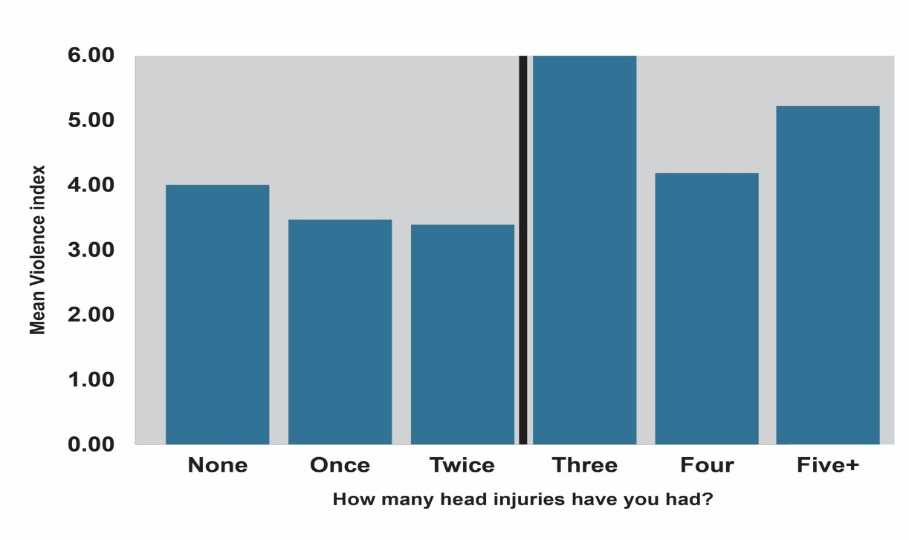 6.00
5.00
4.00
3.00
2.00
1.00
0.00
Mean Violence index
None Once Twice Three Four Five+
How many head injuries have you had?